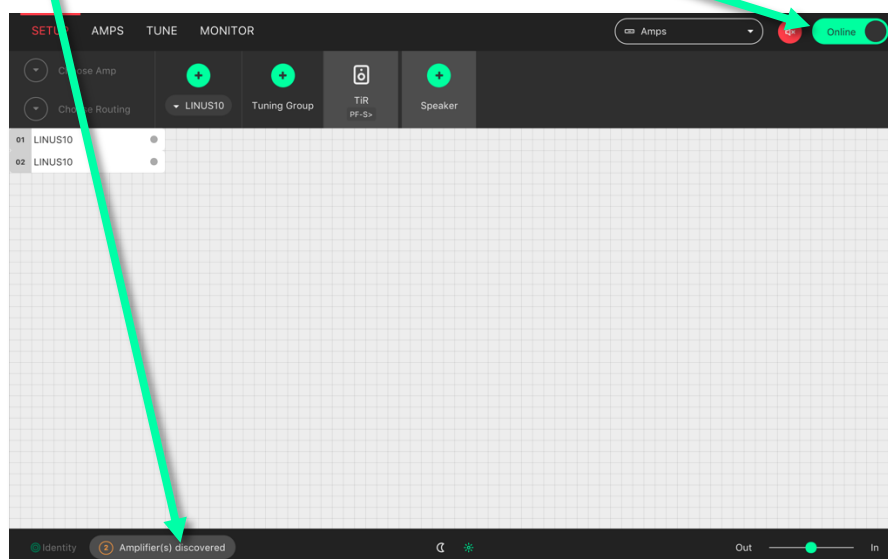 SETUP AMPS TUNE MONITOR Amps Online
Choose Amp
Choose Routing
LINUS10 Tuning Group TiR Speaker
PF-S>
01 LINUS10
02 LINUS10
Identity 2 Amplifier(s) discovered Out In